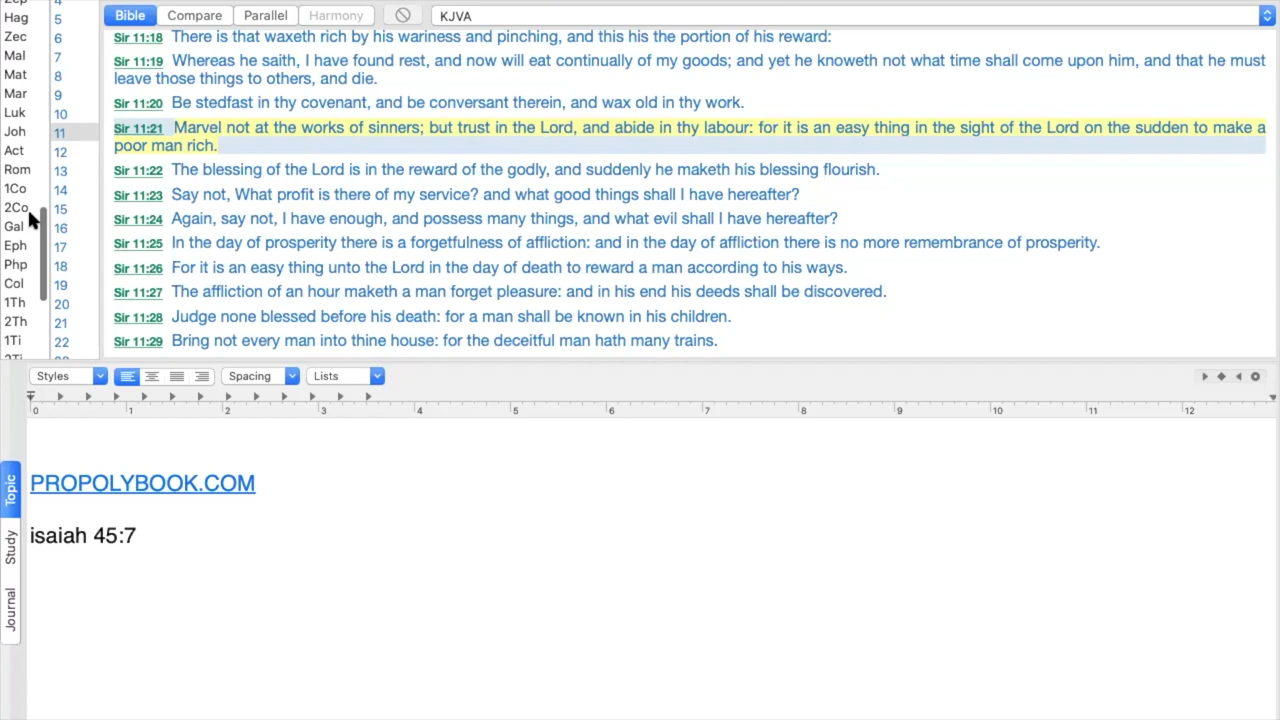 Zep
Hag
Zec
Mal
Mat
Mar
Luk
Joh
Act
Rom
1Co
2Co
Gal
Eph
Php
Col
1Th
2Th
1Ti
2Ti
4
5
6
7
8
9
10
11
12
13
14
15
16
17
18
19
20
21
22
Bible Compare Parallel Harmony KJVA
Sir 11:18 There is that waxeth rich by his wariness and pinching, and this his the portion of his reward:
Sir 11:19 Whereas he saith, I have found rest, and now will eat continually of my goods; and yet he knoweth not what time shall come upon him, and that he must
leave those things to others, and die.
Sir 11:20 Be stedfast in thy covenant, and be conversant therein, and wax old in thy work.
Sir 11:21 Marvel not at the works of sinners; but trust in the Lord, and abide in thy labour: for it is an easy thing in the sight of the Lord on the sudden to make a
poor man rich.
Sir 11:22 The blessing of the Lord is in the reward of the godly, and suddenly he maketh his blessing flourish.
Sir 11:23 Say not, What profit is there of my service? and what good things shall I have hereafter?
Sir 11:24 Again, say not, I have enough, and possess many things, and what evil shall I have hereafter?
Sir 11:25 In the day of prosperity there is a forgetfulness of affliction: and in the day of affliction there is no more remembrance of prosperity.
Sir 11:26 For it is an easy thing unto the Lord in the day of death to reward a man according to his ways.
Sir 11:27 The affliction of an hour maketh a man forget pleasure: and in his end his deeds shall be discovered.
Sir 11:28 Judge none blessed before his death: for a man shall be known in his children.
Sir 11:29 Bring not every man into thine house: for the deceitful man hath many trains.
Styles Spacing Lists
0 1 2 3 4 5 6 7 8 9 10 11 12
PROPOLYBOOK.COM
isaiah 45:7
Topic
Study
Journal